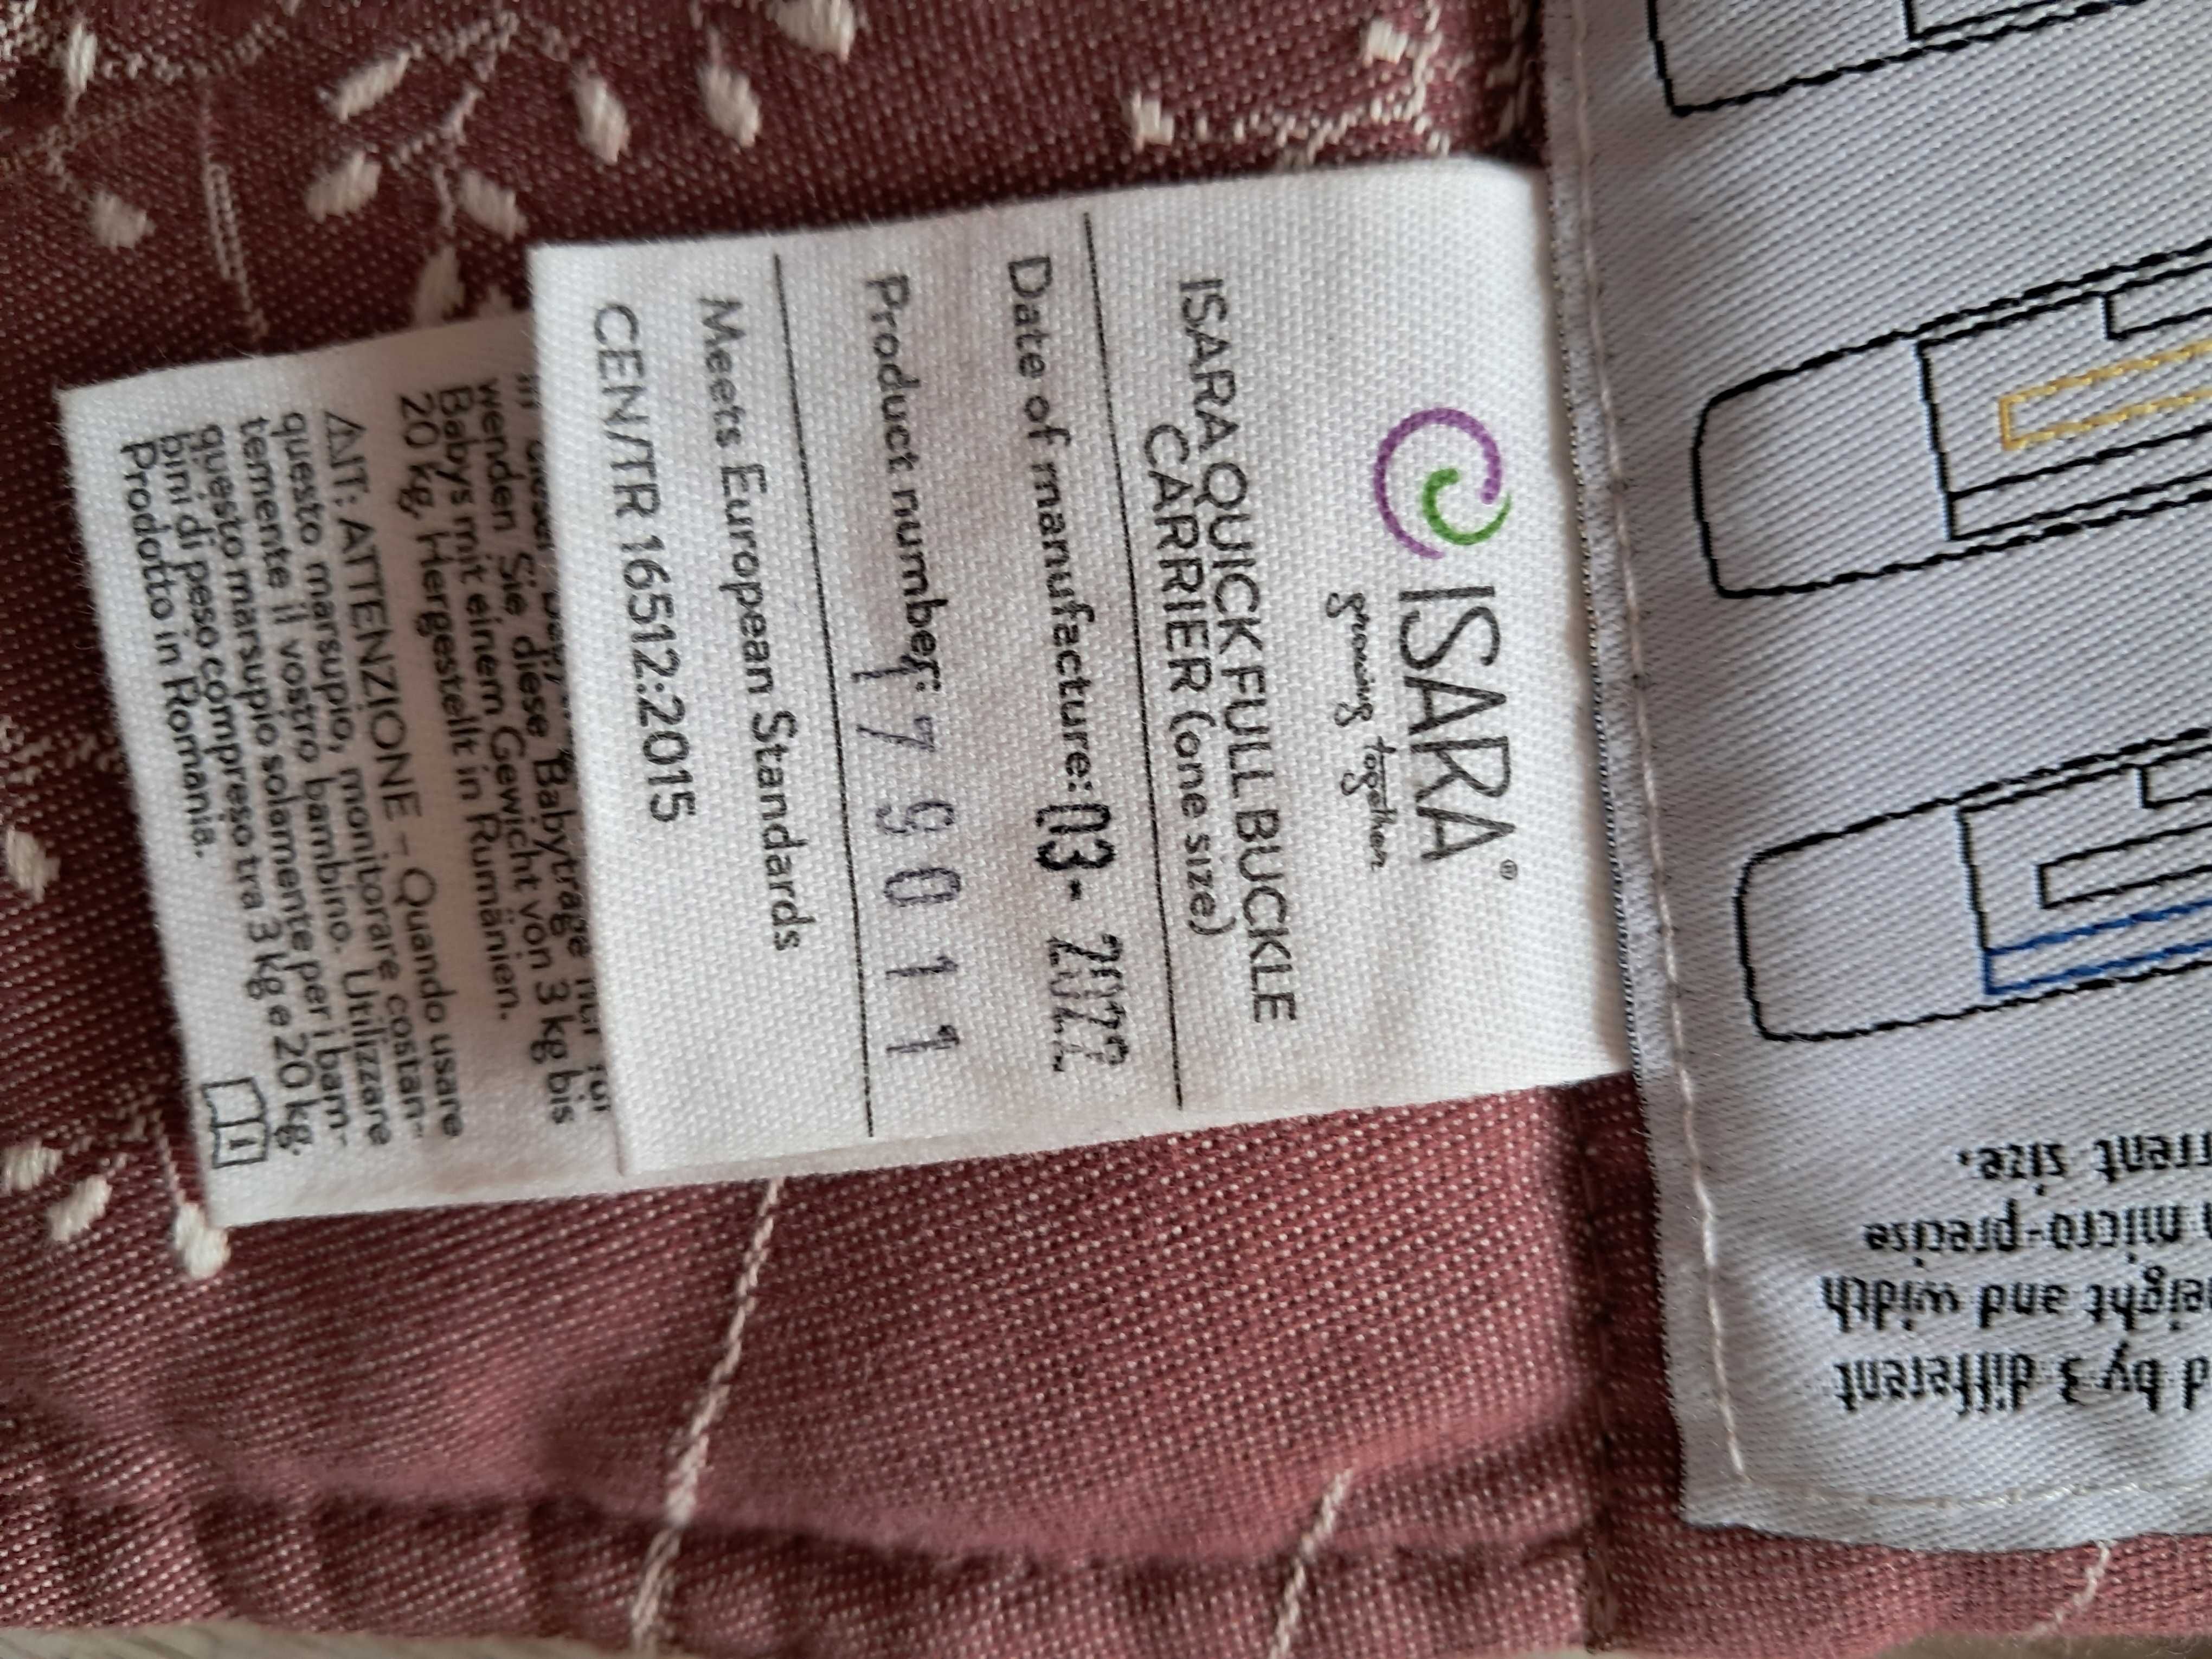 ISARA®
growing together
ISARA QUICK FULL BUCKLE
CARRIER (one size)
Date of manufacture: 03. 2022
Product number:
Meets European Standards
CEN/TR 16512:2015
wenden Sie diese Babytrage nur für
Babys mit einem Gewicht von 3 kg bis
20 kg. Hergestellt in Rumänien.
⚠IT: ATTENZIONE - Quando usare
questo marsupio, monitorare costan-
temente il vostro bambino. Utilizzare
questo marsupio solamente per i bam-
bini di peso compreso tra 3 kg e 20 kg.
Prodotto in Romania.
d by 3 different
eight and width
micro-precise
rrent size.